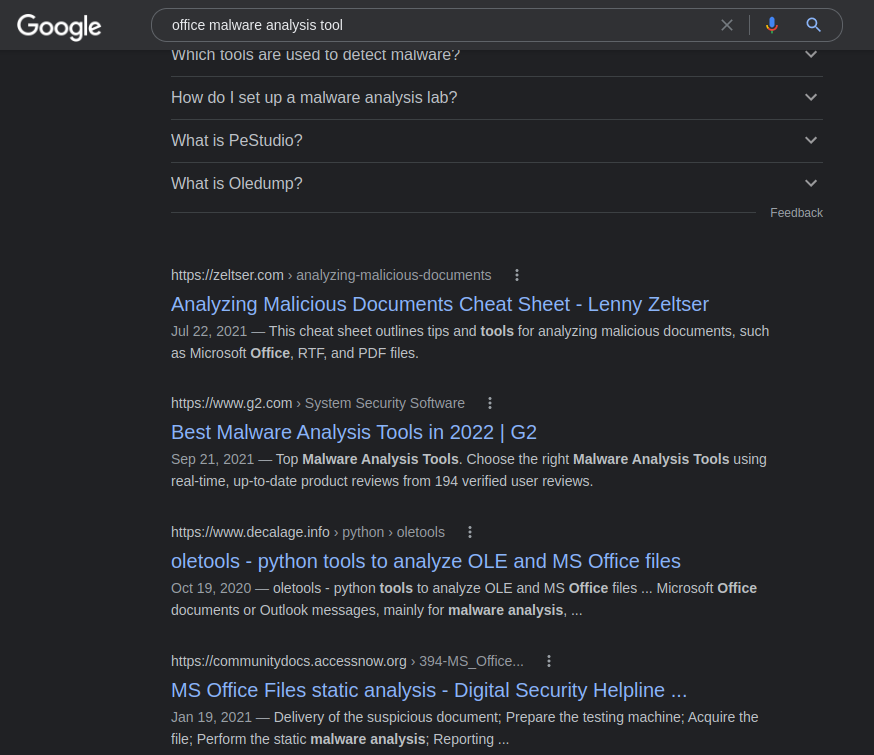 Google
office malware analysis tool
Which tools are used to detect malware?
How do I set up a malware analysis lab?
What is PeStudio?
What is Oledump?
Feedback
https://zeltser.com › analyzing-malicious-documents
Analyzing Malicious Documents Cheat Sheet - Lenny Zeltser
Jul 22, 2021 — This cheat sheet outlines tips and tools for analyzing malicious documents, such
as Microsoft Office, RTF, and PDF files.
https://www.g2.com › System Security Software
Best Malware Analysis Tools in 2022 | G2
Sep 21, 2021 — Top Malware Analysis Tools. Choose the right Malware Analysis Tools using
real-time, up-to-date product reviews from 194 verified user reviews.
https://www.decalage.info › python › oletools
oletools - python tools to analyze OLE and MS Office files
Oct 19, 2020 — oletools - python tools to analyze OLE and MS Office files ... Microsoft Office
documents or Outlook messages, mainly for malware analysis, ...
https://communitydocs.accessnow.org › 394-MS_Office...
MS Office Files static analysis - Digital Security Helpline ...
Jan 19, 2021 — Delivery of the suspicious document; Prepare the testing machine; Acquire the
file; Perform the static malware analysis; Reporting ...